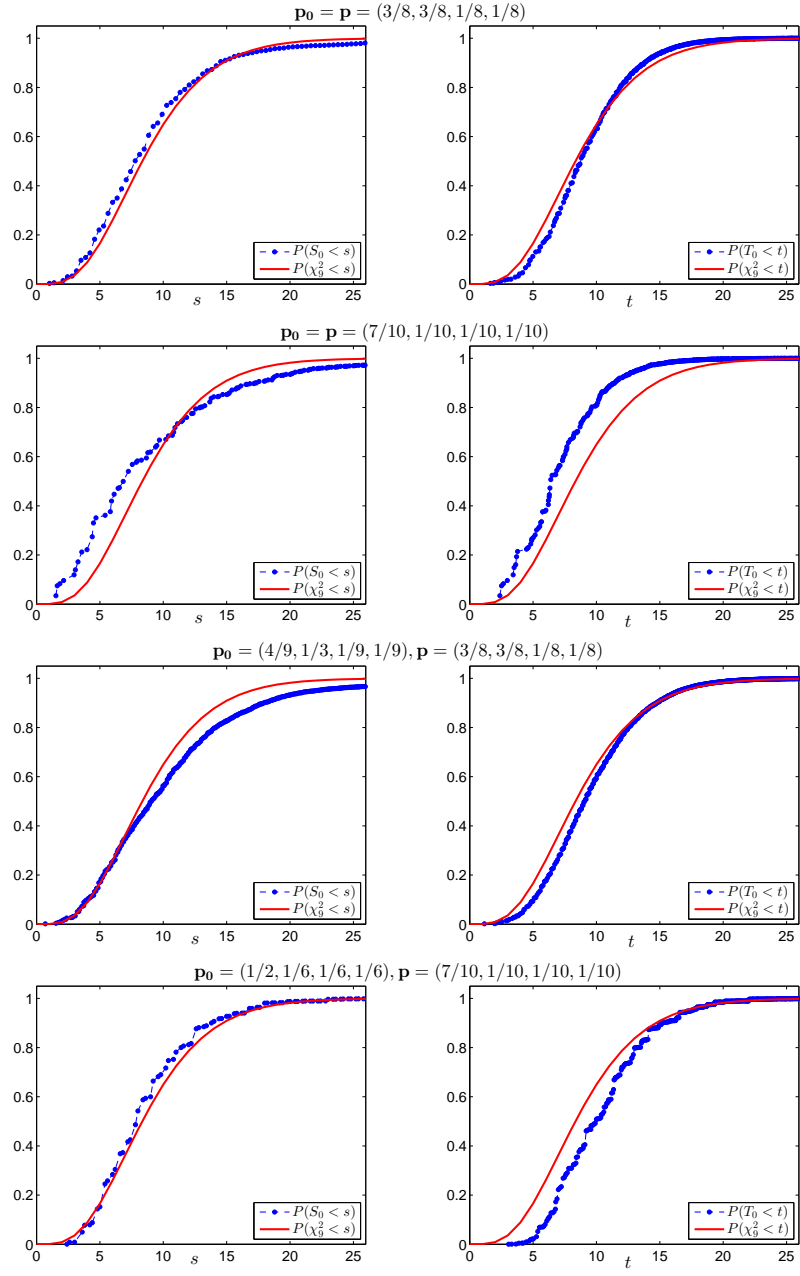 p₀ = p = (3/8, 3/8, 1/8, 1/8)
1
0.8
0.6
0.4
0.2
0
0 5 10 15 20 25
s
P(S₀ < s)
P(χ²₉ < s)
1
0.8
0.6
0.4
0.2
0
0 5 10 15 20 25
t
P(T₀ < t)
P(χ²₉ < t)
p₀ = p = (7/10, 1/10, 1/10, 1/10)
1
0.8
0.6
0.4
0.2
0
0 5 10 15 20 25
s
P(S₀ < s)
P(χ²₉ < s)
1
0.8
0.6
0.4
0.2
0
0 5 10 15 20 25
t
P(T₀ < t)
P(χ²₉ < t)
p₀ = (4/9, 1/3, 1/9, 1/9), p = (3/8, 3/8, 1/8, 1/8)
1
0.8
0.6
0.4
0.2
0
0 5 10 15 20 25
s
P(S₀ < s)
P(χ²₉ < s)
1
0.8
0.6
0.4
0.2
0
0 5 10 15 20 25
t
P(T₀ < t)
P(χ²₉ < t)
p₀ = (1/2, 1/6, 1/6, 1/6), p = (7/10, 1/10, 1/10, 1/10)
1
0.8
0.6
0.4
0.2
0
0 5 10 15 20 25
s
P(S₀ < s)
P(χ²₉ < s)
1
0.8
0.6
0.4
0.2
0
0 5 10 15 20 25
t
P(T₀ < t)
P(χ²₉ < t)